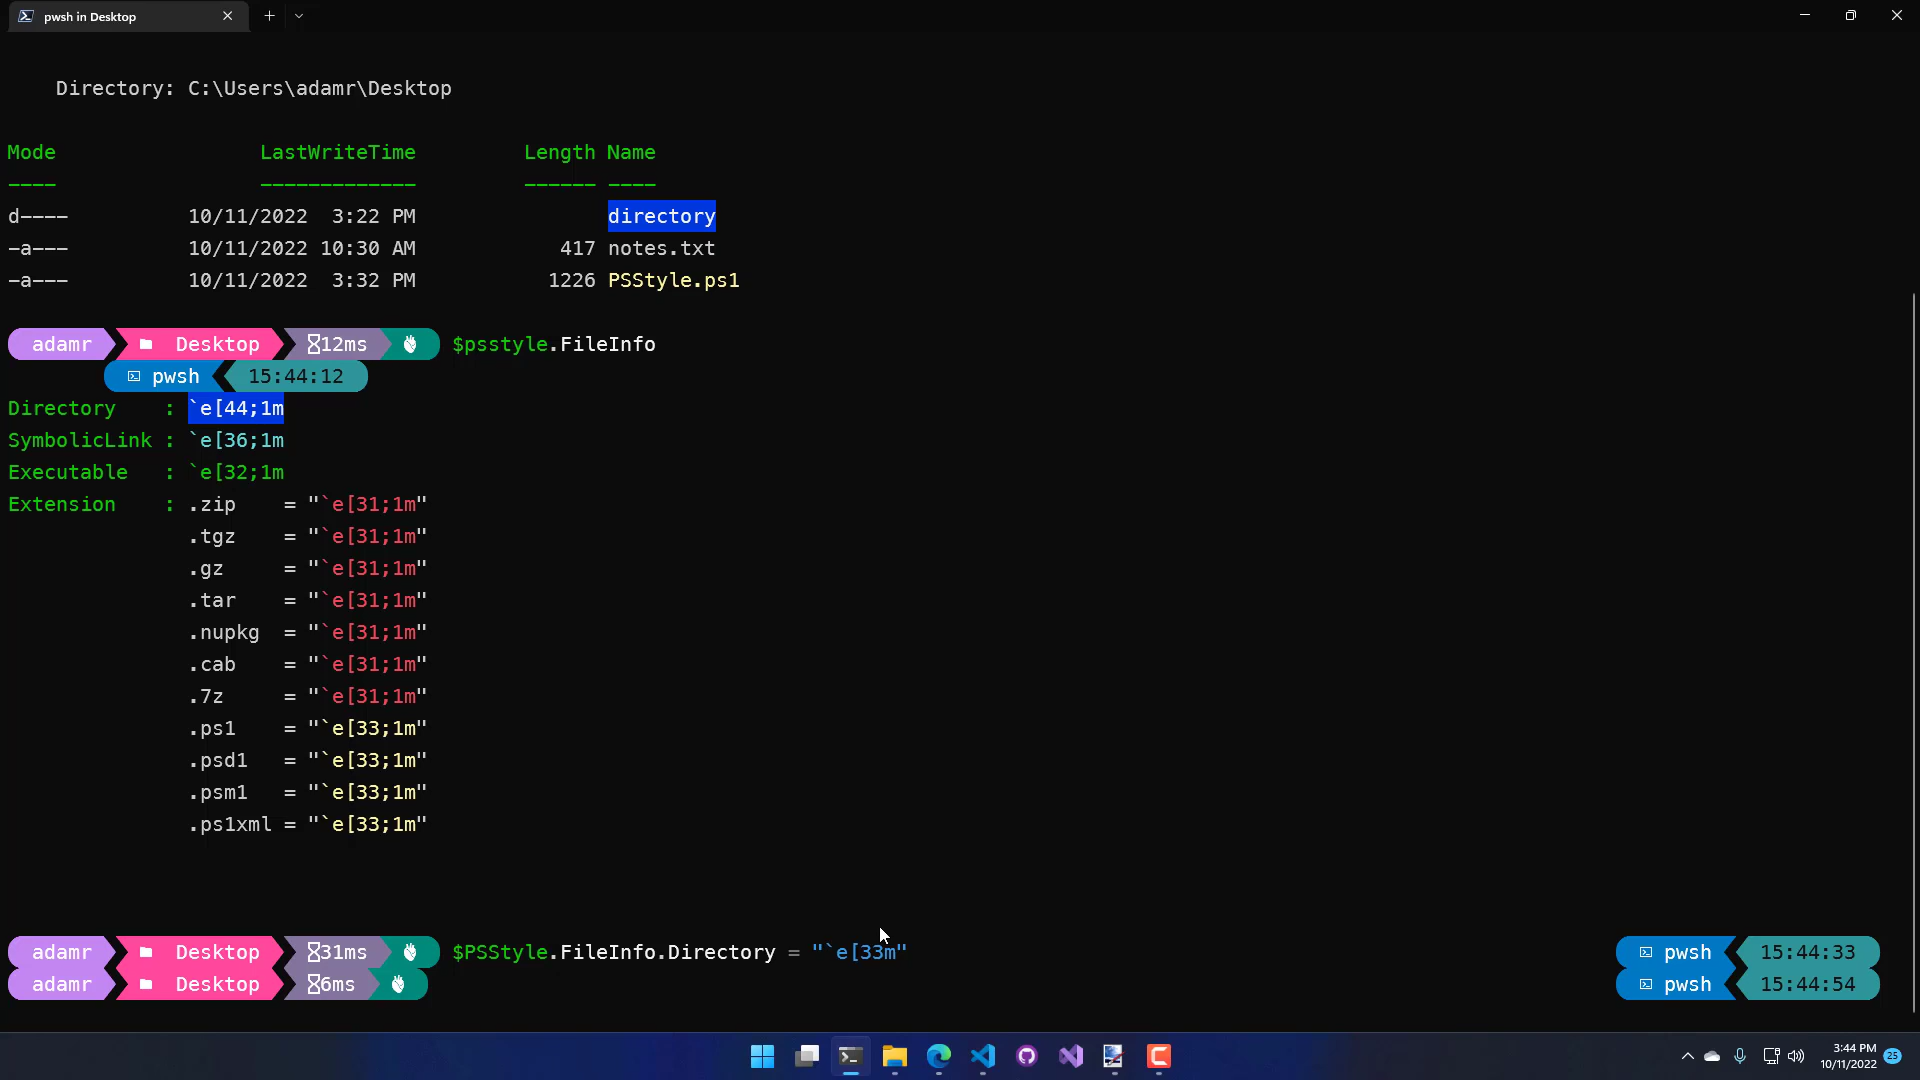 pwsh in Desktop
Directory: C:\Users\adamr\Desktop
Mode LastWriteTime Length Name
---- ------------- ------ ----
d---- 10/11/2022 3:22 PM directory
-a--- 10/11/2022 10:30 AM 417 notes.txt
-a--- 10/11/2022 3:32 PM 1226 PSStyle.ps1
adamr Desktop 12ms $psstyle.FileInfo
pwsh 15:44:12
Directory : `e[44;1m
SymbolicLink : `e[36;1m
Executable : `e[32;1m
Extension : .zip = "`e[31;1m"
.tgz = "`e[31;1m"
.gz = "`e[31;1m"
.tar = "`e[31;1m"
.nupkg = "`e[31;1m"
.cab = "`e[31;1m"
.7z = "`e[31;1m"
.ps1 = "`e[33;1m"
.psd1 = "`e[33;1m"
.psm1 = "`e[33;1m"
.ps1xml = "`e[33;1m"
adamr Desktop 31ms $PSStyle.FileInfo.Directory = "`e[33m" pwsh 15:44:33
adamr Desktop 6ms pwsh 15:44:54
3:44 PM
10/11/2022 25